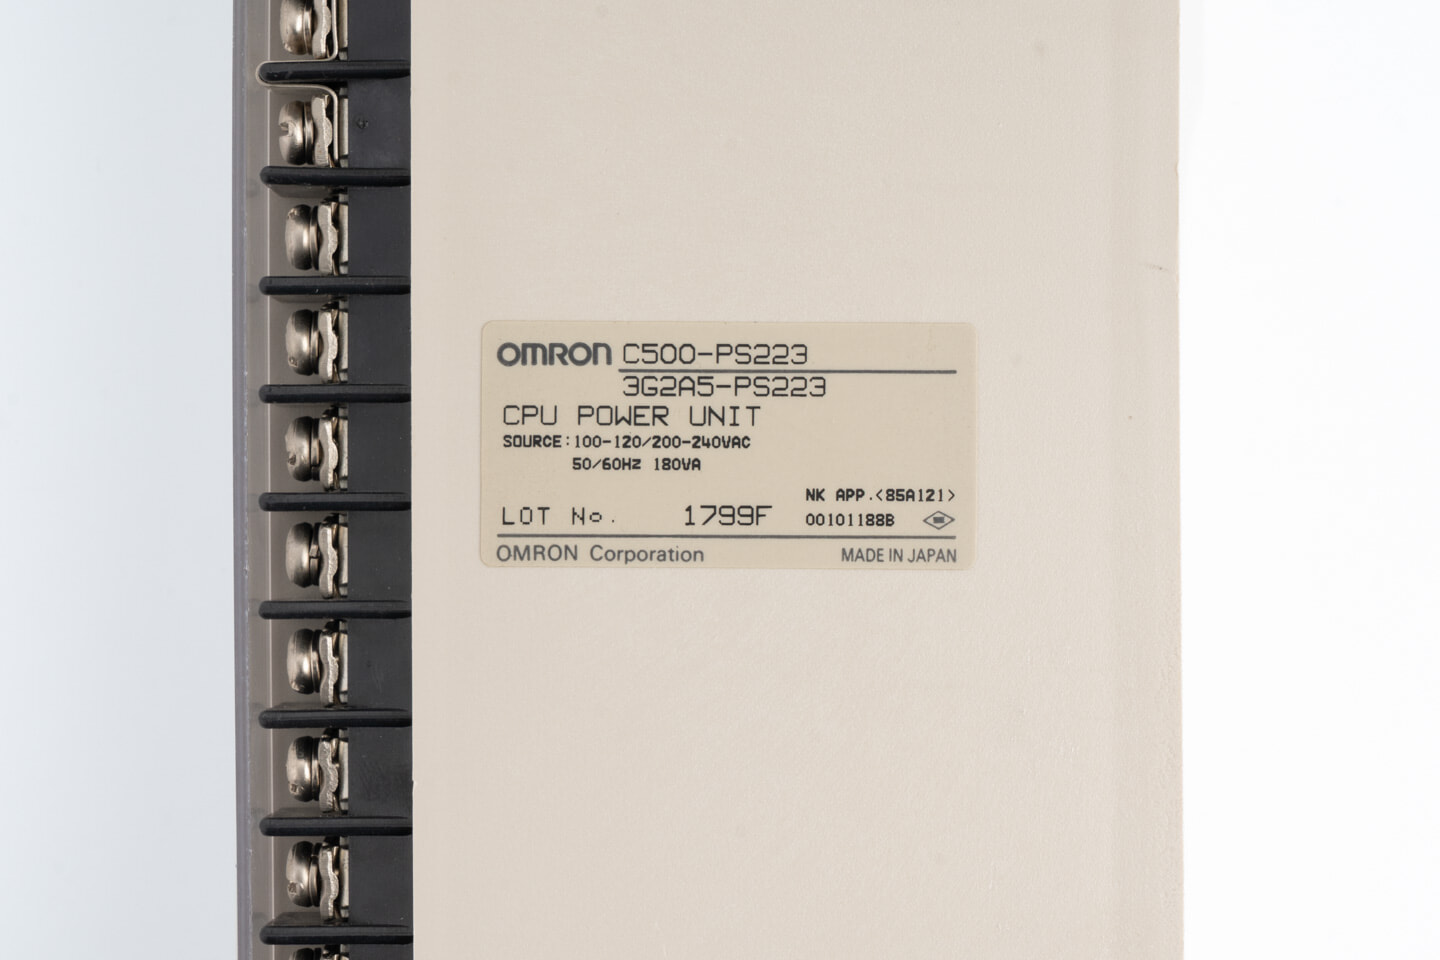 OMRON C500-PS223
3G2A5-PS223
CPU POWER UNIT
SOURCE:100-120/200-240VAC
50/60Hz 180VA
NK APP.<85A121>
LOT No. 1799F 00101188B
OMRON Corporation MADE IN JAPAN